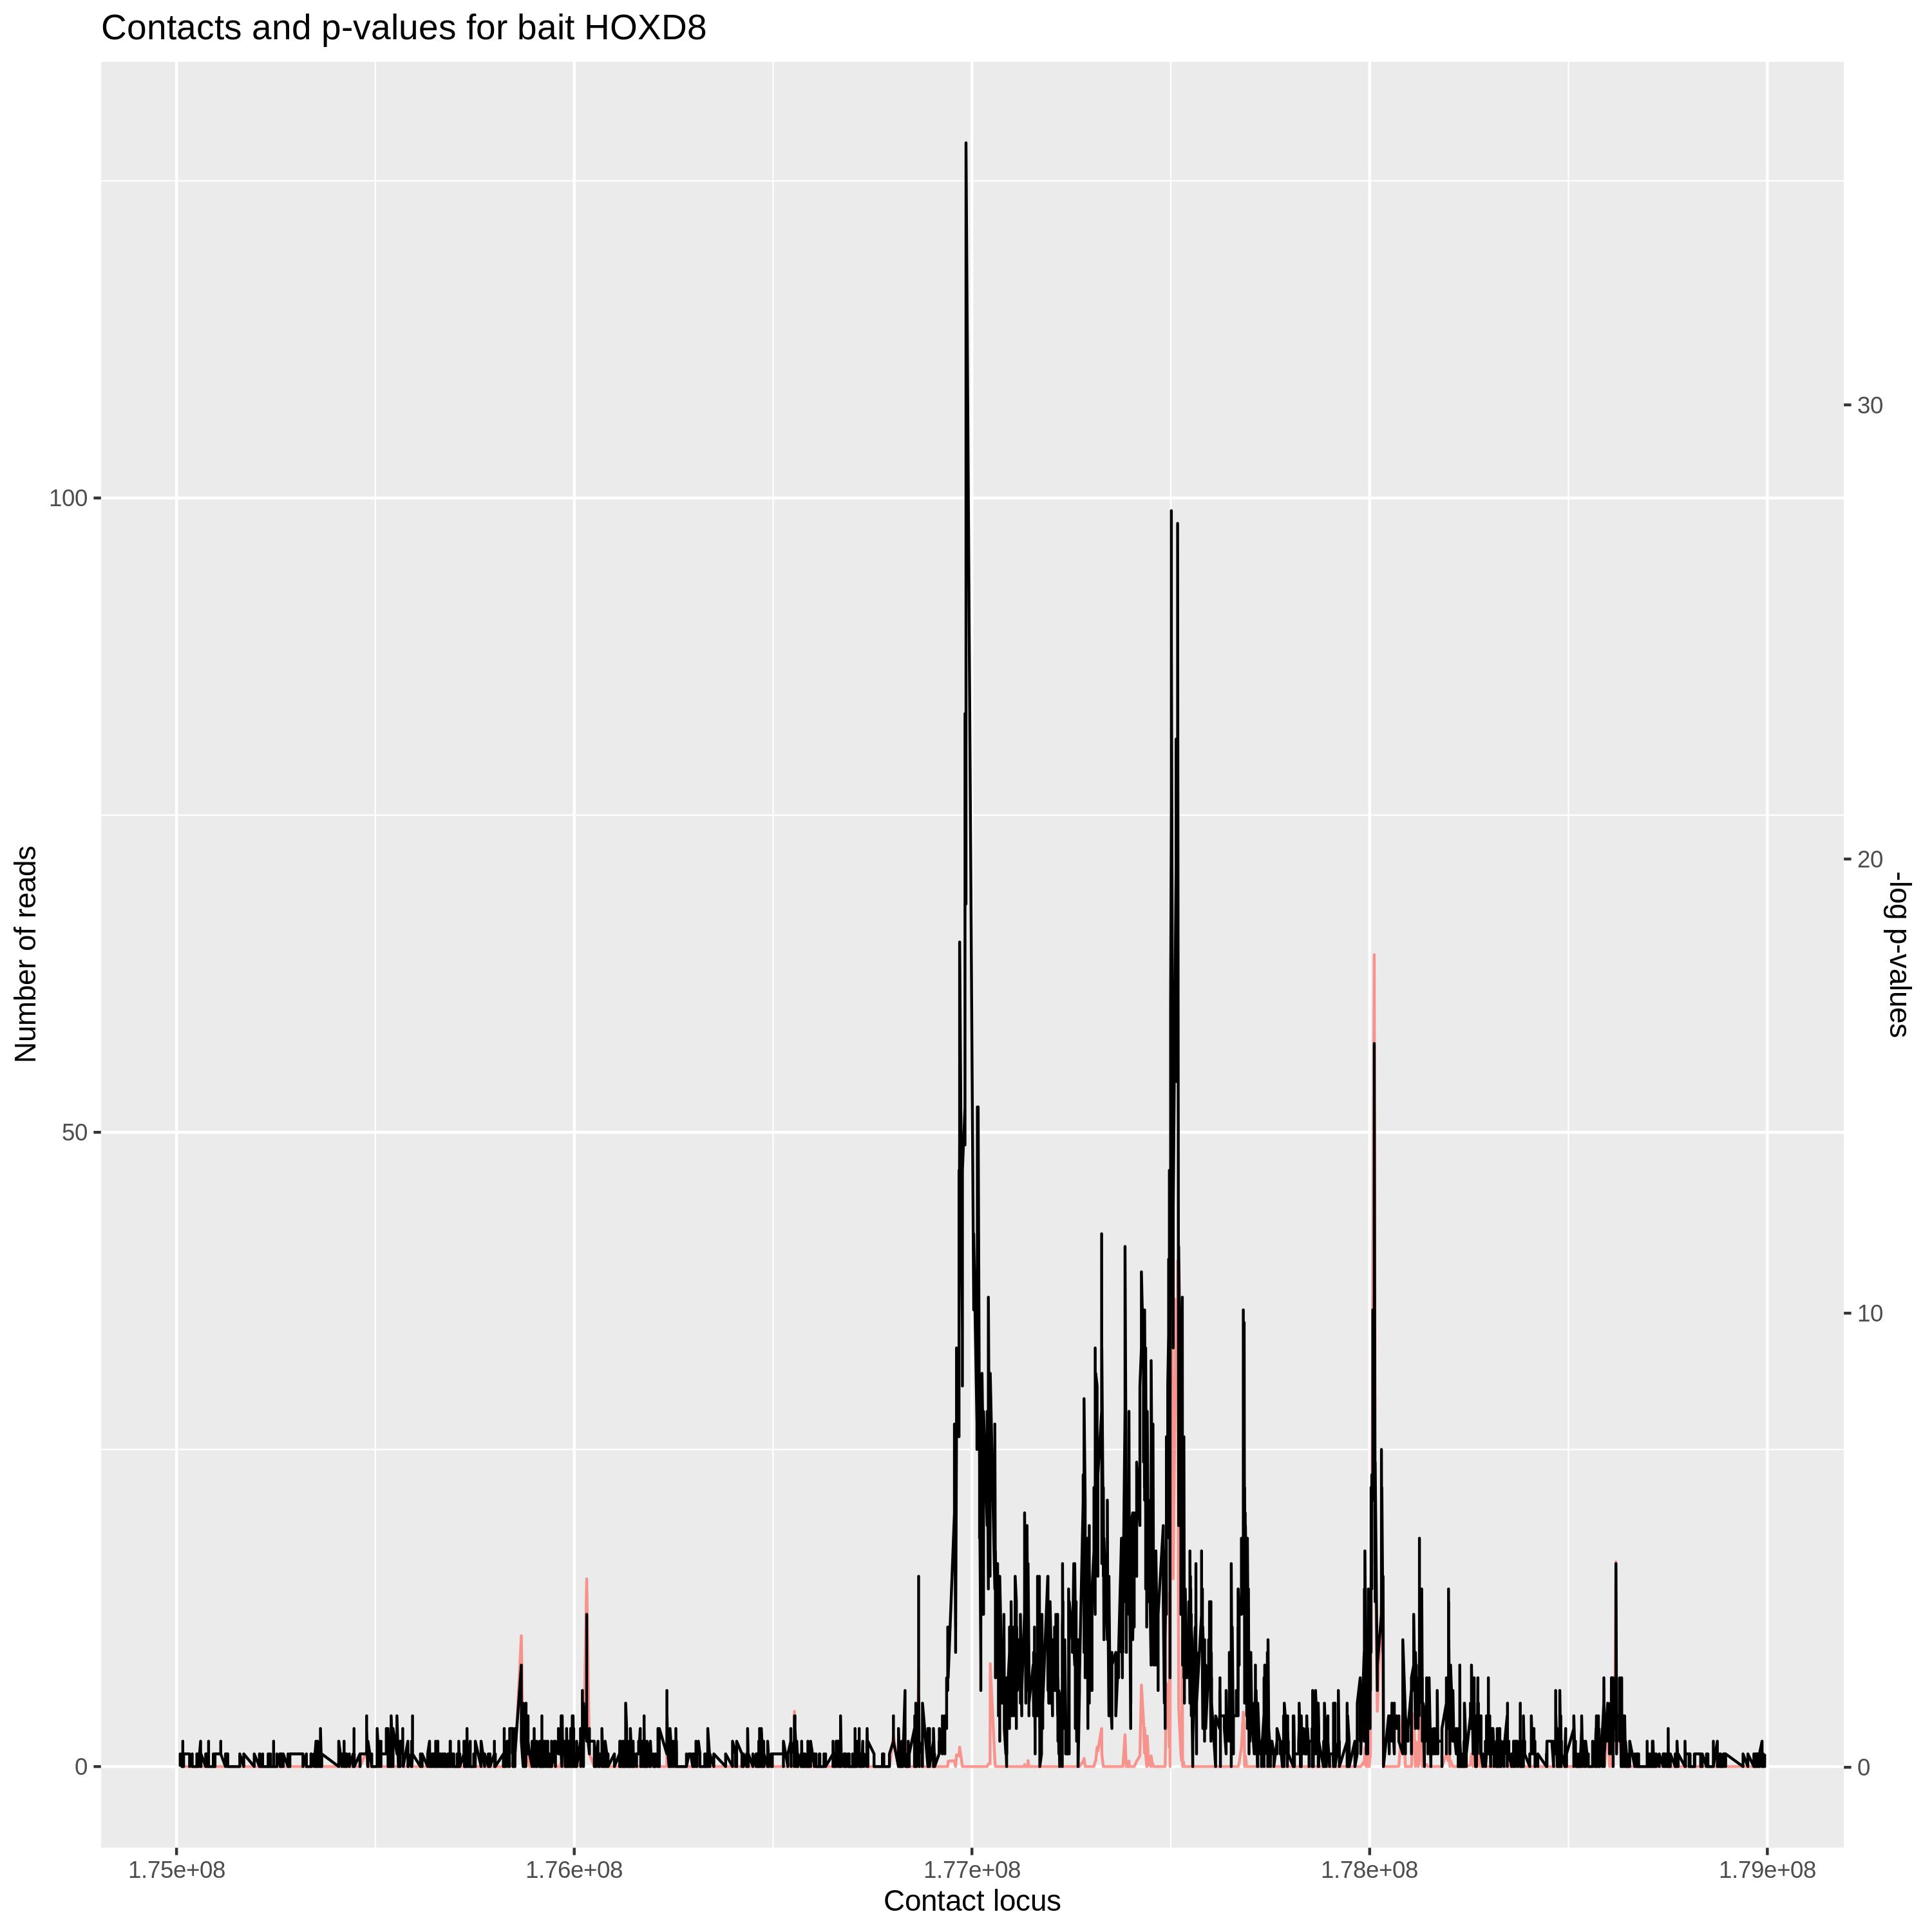 Contacts and p-values for bait HOXD8
Number of reads
100
50
0
30
20
10
0
-log p-values
1.75e+08
1.76e+08
1.77e+08
1.78e+08
1.79e+08
Contact locus